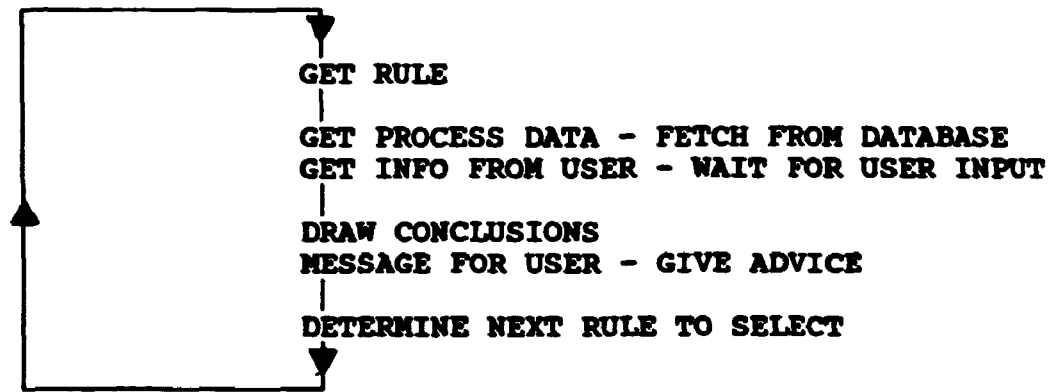 GET RULE
GET PROCESS DATA - FETCH FROM DATABASE
GET INFO FROM USER - WAIT FOR USER INPUT
DRAW CONCLUSIONS
MESSAGE FOR USER - GIVE ADVICE
DETERMINE NEXT RULE TO SELECT